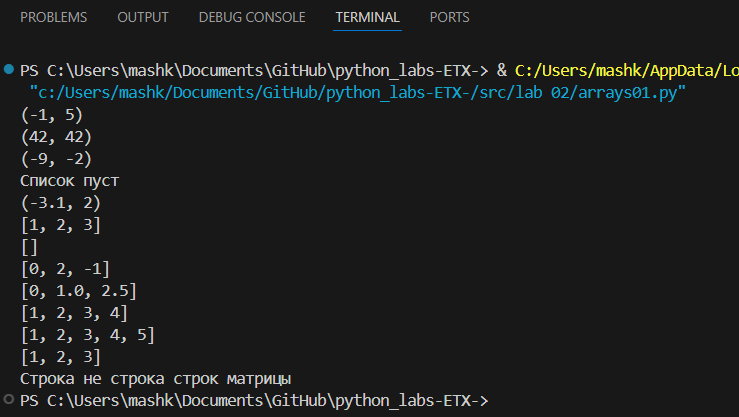 PROBLEMS OUTPUT DEBUG CONSOLE TERMINAL PORTS
PS C:\Users\mashk\Documents\GitHub\python_labs-ETX-> & C:/Users/mashk/AppData/Lo
"c:/Users/mashk/Documents/GitHub/python_labs-ETX-/src/lab 02/arrays01.py"
(-1, 5)
(42, 42)
(-9, -2)
Список пуст
(-3.1, 2)
[1, 2, 3]
[]
[0, 2, -1]
[0, 1.0, 2.5]
[1, 2, 3, 4]
[1, 2, 3, 4, 5]
[1, 2, 3]
Строка не строка строк матрицы
PS C:\Users\mashk\Documents\GitHub\python_labs-ETX->